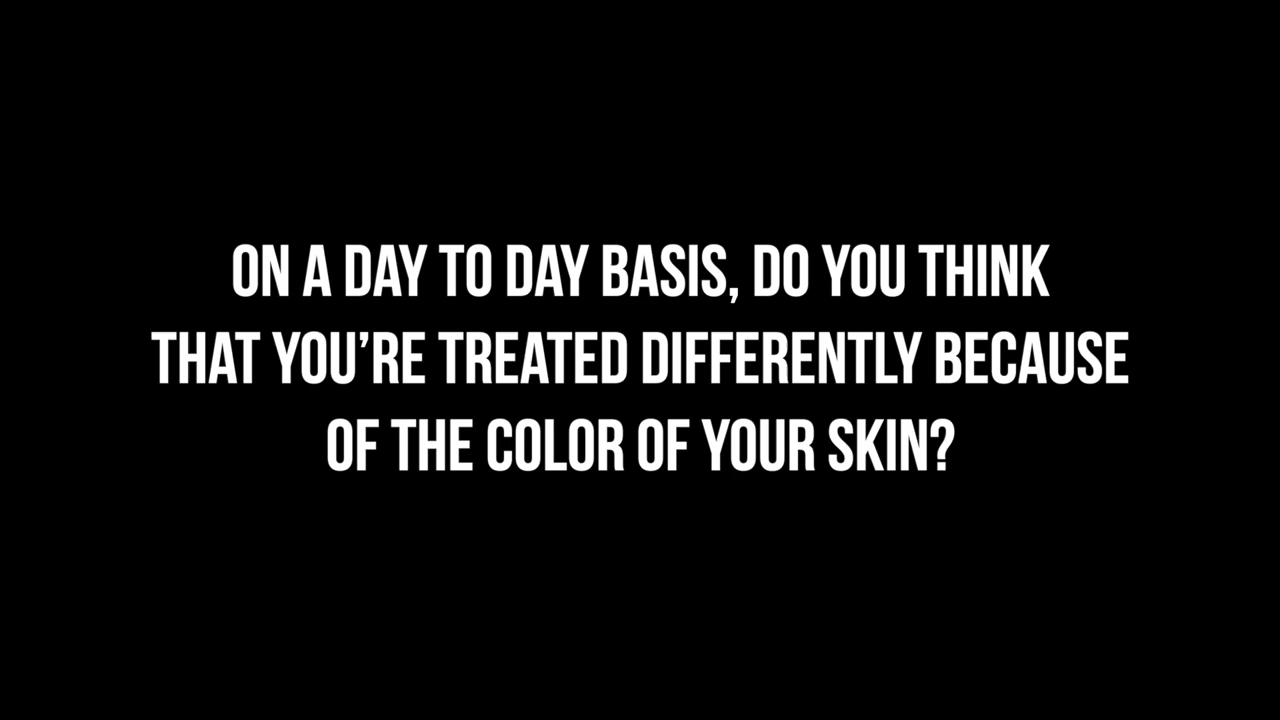 ON A DAY TO DAY BASIS, DO YOU THINK
THAT YOU’RE TREATED DIFFERENTLY BECAUSE
OF THE COLOR OF YOUR SKIN?